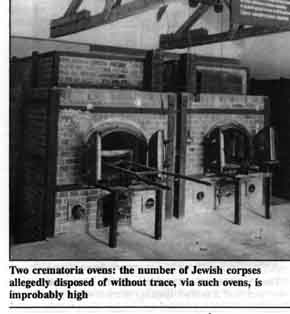 Two crematoria ovens: the number of Jewish corpses
allegedly disposed of without trace, via such ovens, is
improbably high